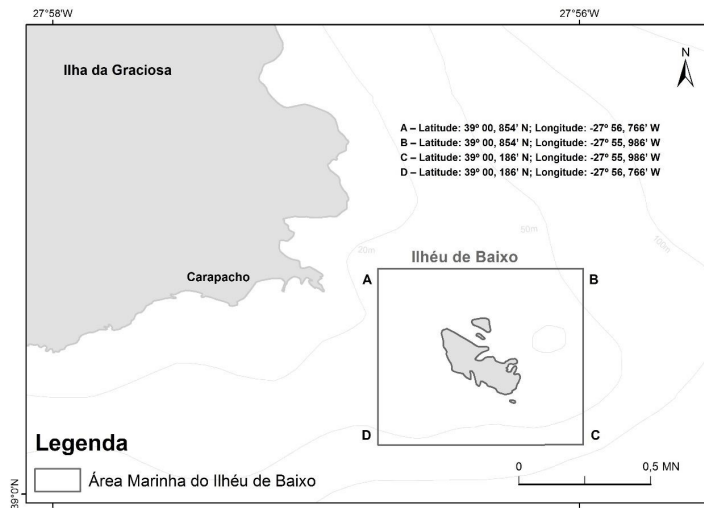 27°58'W
27°56'W
Ilha da Graciosa
N
A – Latitude: 39º 00, 854' N; Longitude: -27º 56, 766' W
B – Latitude: 39º 00, 854' N; Longitude: -27º 55, 986' W
C – Latitude: 39º 00, 186' N; Longitude: -27º 55, 986' W
D – Latitude: 39º 00, 186' N; Longitude: -27º 56, 766' W
20m
50m
100m
Ilhéu de Baixo
Carapacho
A
B
D
C
Legenda
Área Marinha do Ilhéu de Baixo
0
0,5 MN
39°0'N